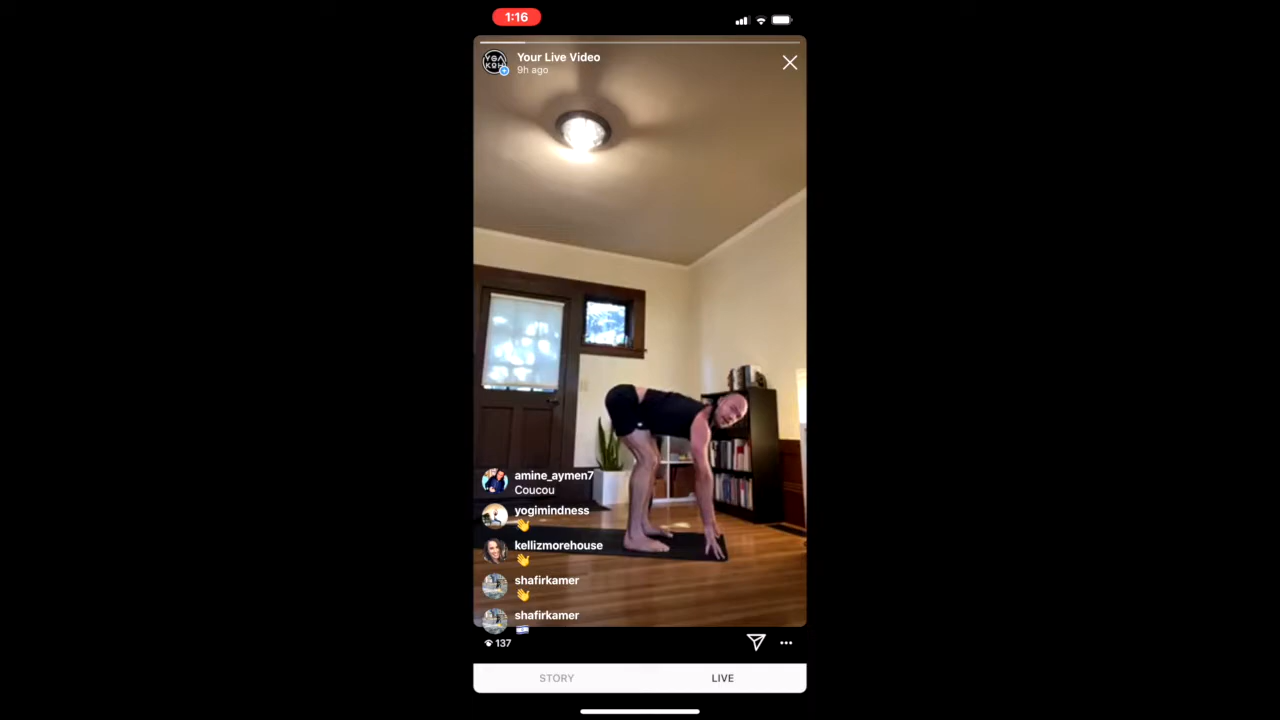 1:16
Your Live Video
9h ago
amine_aymen7
Coucou
yogimindness
kellizmorehouse
shafirkamer
shafirkamer
137
STORY
LIVE